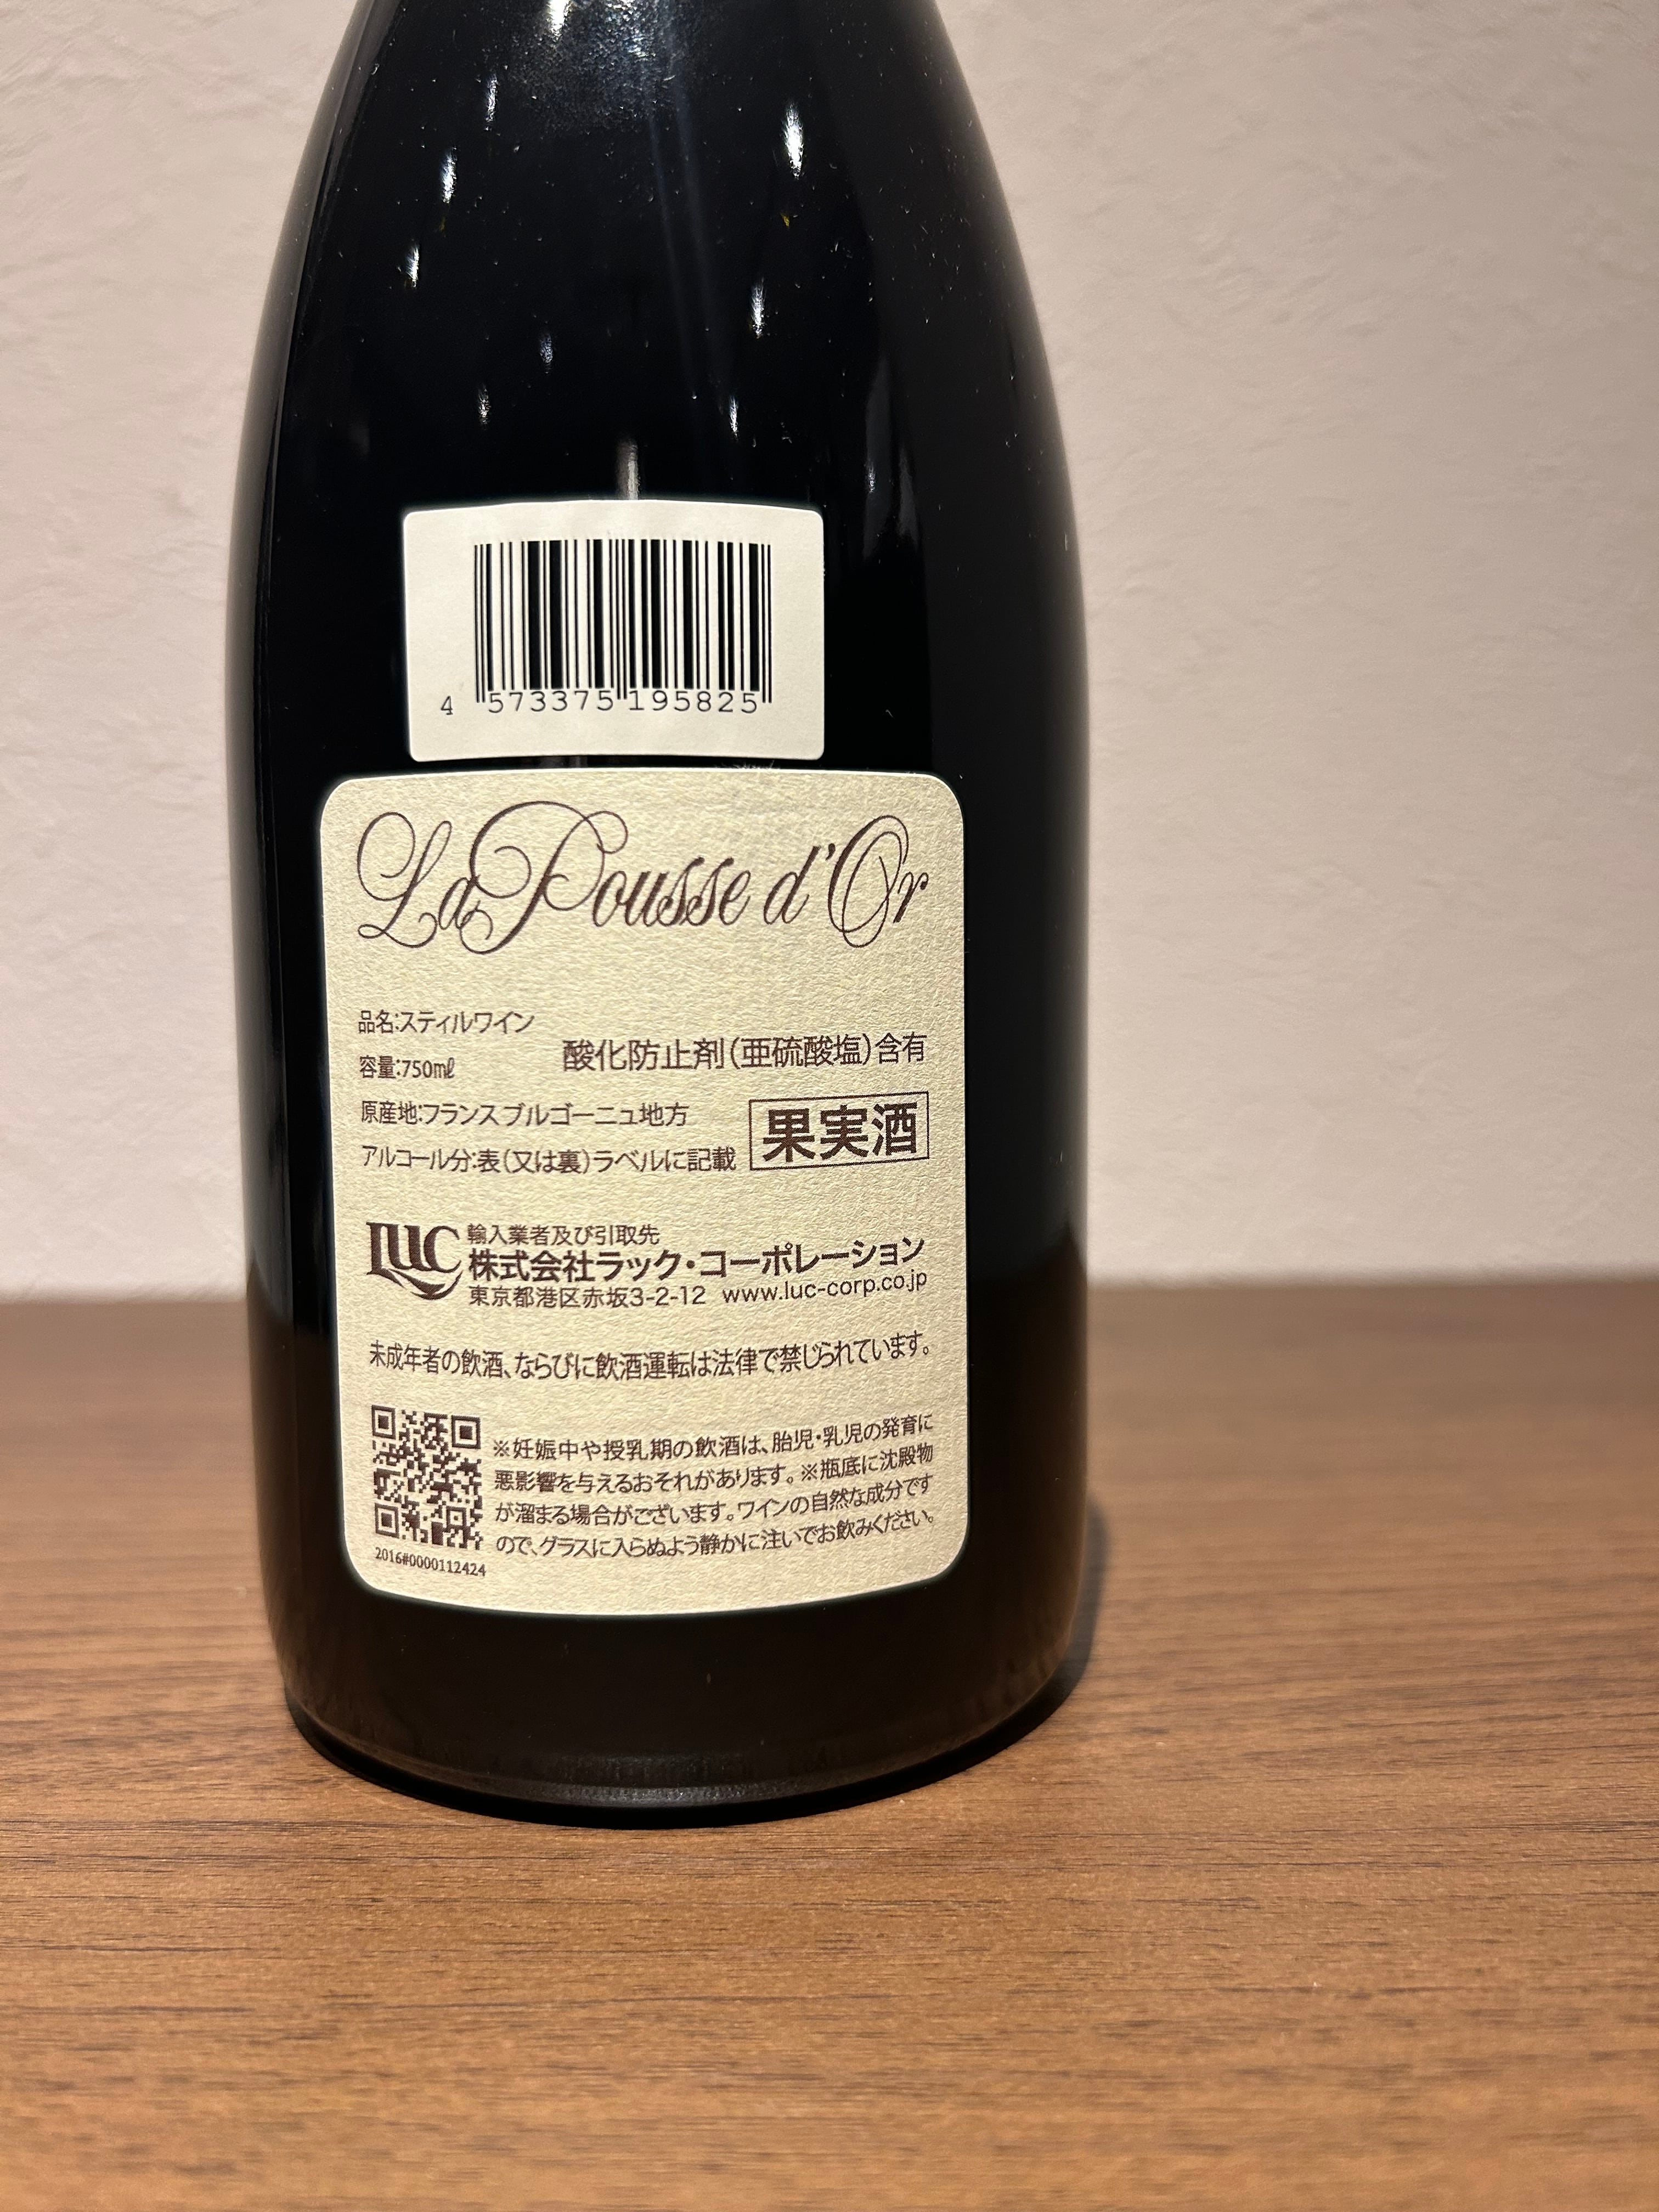 4 573375 195825
La Pousse d'Or
品名:スティルワイン
容量:750㎖
酸化防止剤(亜硫酸塩)含有
原産地:フランス ブルゴーニュ地方
アルコール分:表(又は裏)ラベルに記載
果実酒
LUC
輸入業者及び引取先
株式会社ラック・コーポレーション
東京都港区赤坂3-2-12 www.luc-corp.co.jp
未成年者の飲酒、ならびに飲酒運転は法律で禁じられています。
※妊娠中や授乳期の飲酒は、胎児・乳児の発育に
悪影響を与えるおそれがあります。※瓶底に沈殿物
が溜まる場合がございます。ワインの自然な成分です
ので、グラスに入らぬよう静かに注いでお飲みください。
2016#0000112424